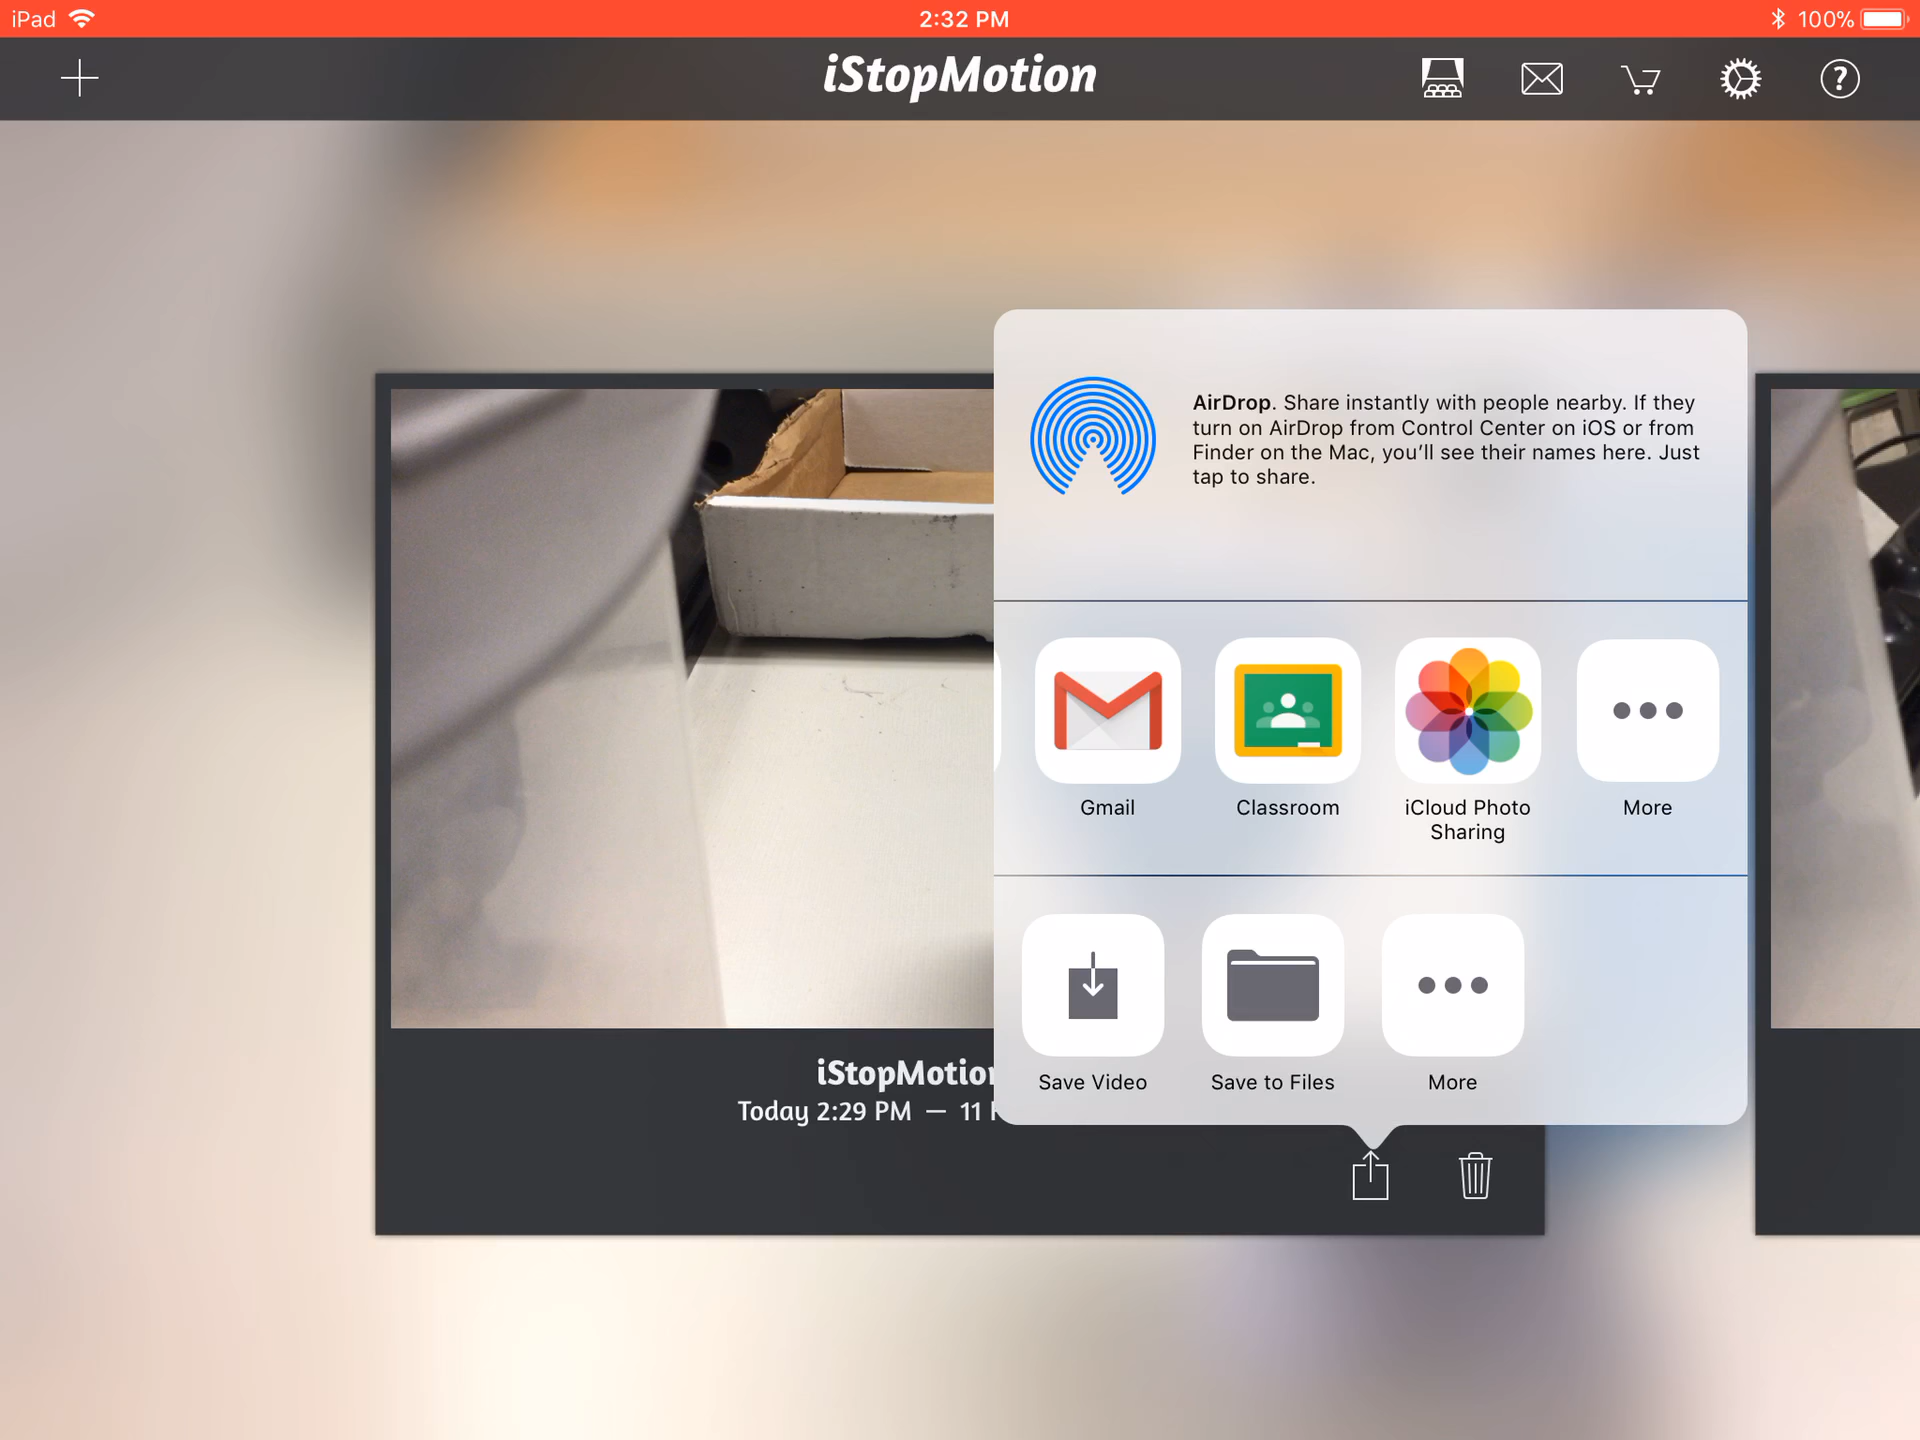 iPad
2:32 PM
100%
iStopMotion
AirDrop. Share instantly with people nearby. If they
turn on AirDrop from Control Center on iOS or from
Finder on the Mac, you’ll see their names here. Just
tap to share.
Gmail
Classroom
iCloud Photo
Sharing
More
Save Video
Save to Files
More
iStopMotion
Today 2:29 PM — 11